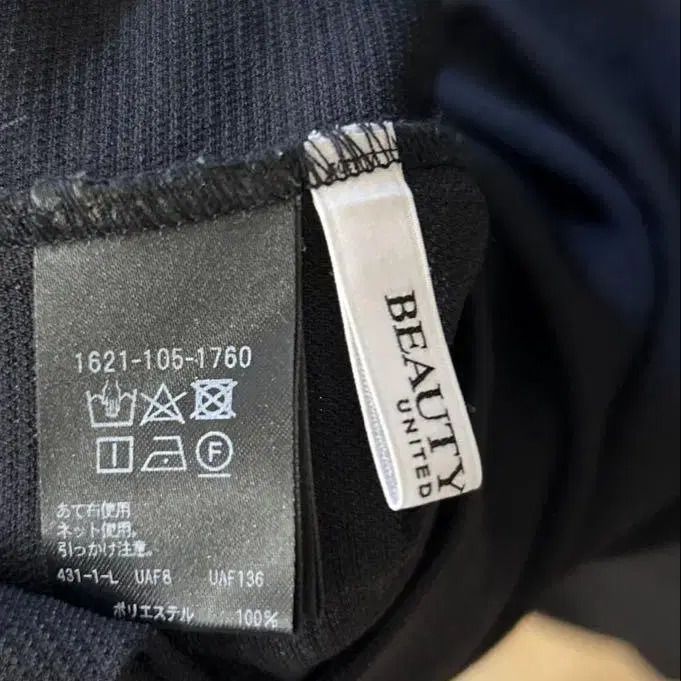 1621-105-1760
F
あて布使用
ネット使用。
引っかけ注意。
431-1-L UAF8 UAF136
ポリエステル 100%
BEAUTY
UNITED